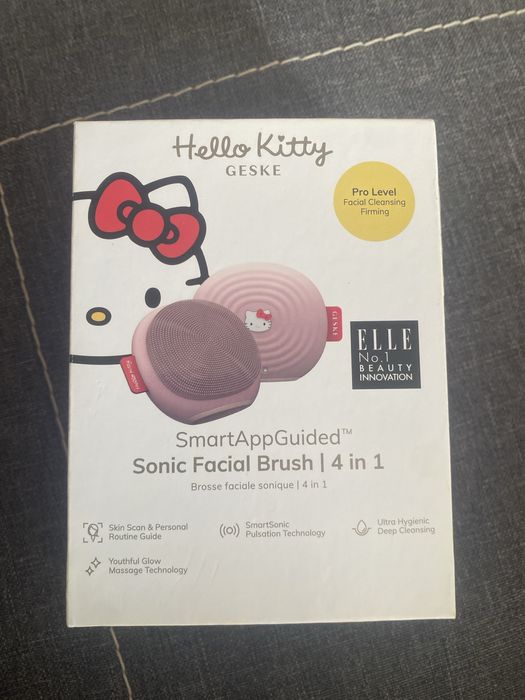 Hello Kitty
GESKE
Pro Level
Facial Cleansing
Firming
GESKE
ELLE
No.1
BEAUTY
INNOVATION
SmartAppGuided™
Sonic Facial Brush | 4 in 1
Brosse faciale sonique | 4 in 1
Skin Scan & Personal
Routine Guide
SmartSonic
Pulsation Technology
Ultra Hygienic
Deep Cleansing
Youthful Glow
Massage Technology